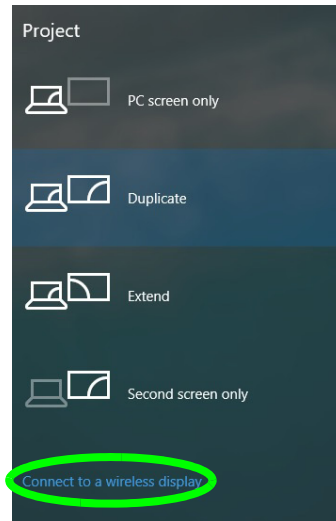 Project
PC screen only
Duplicate
Extend
Second screen only
Connect to a wireless display